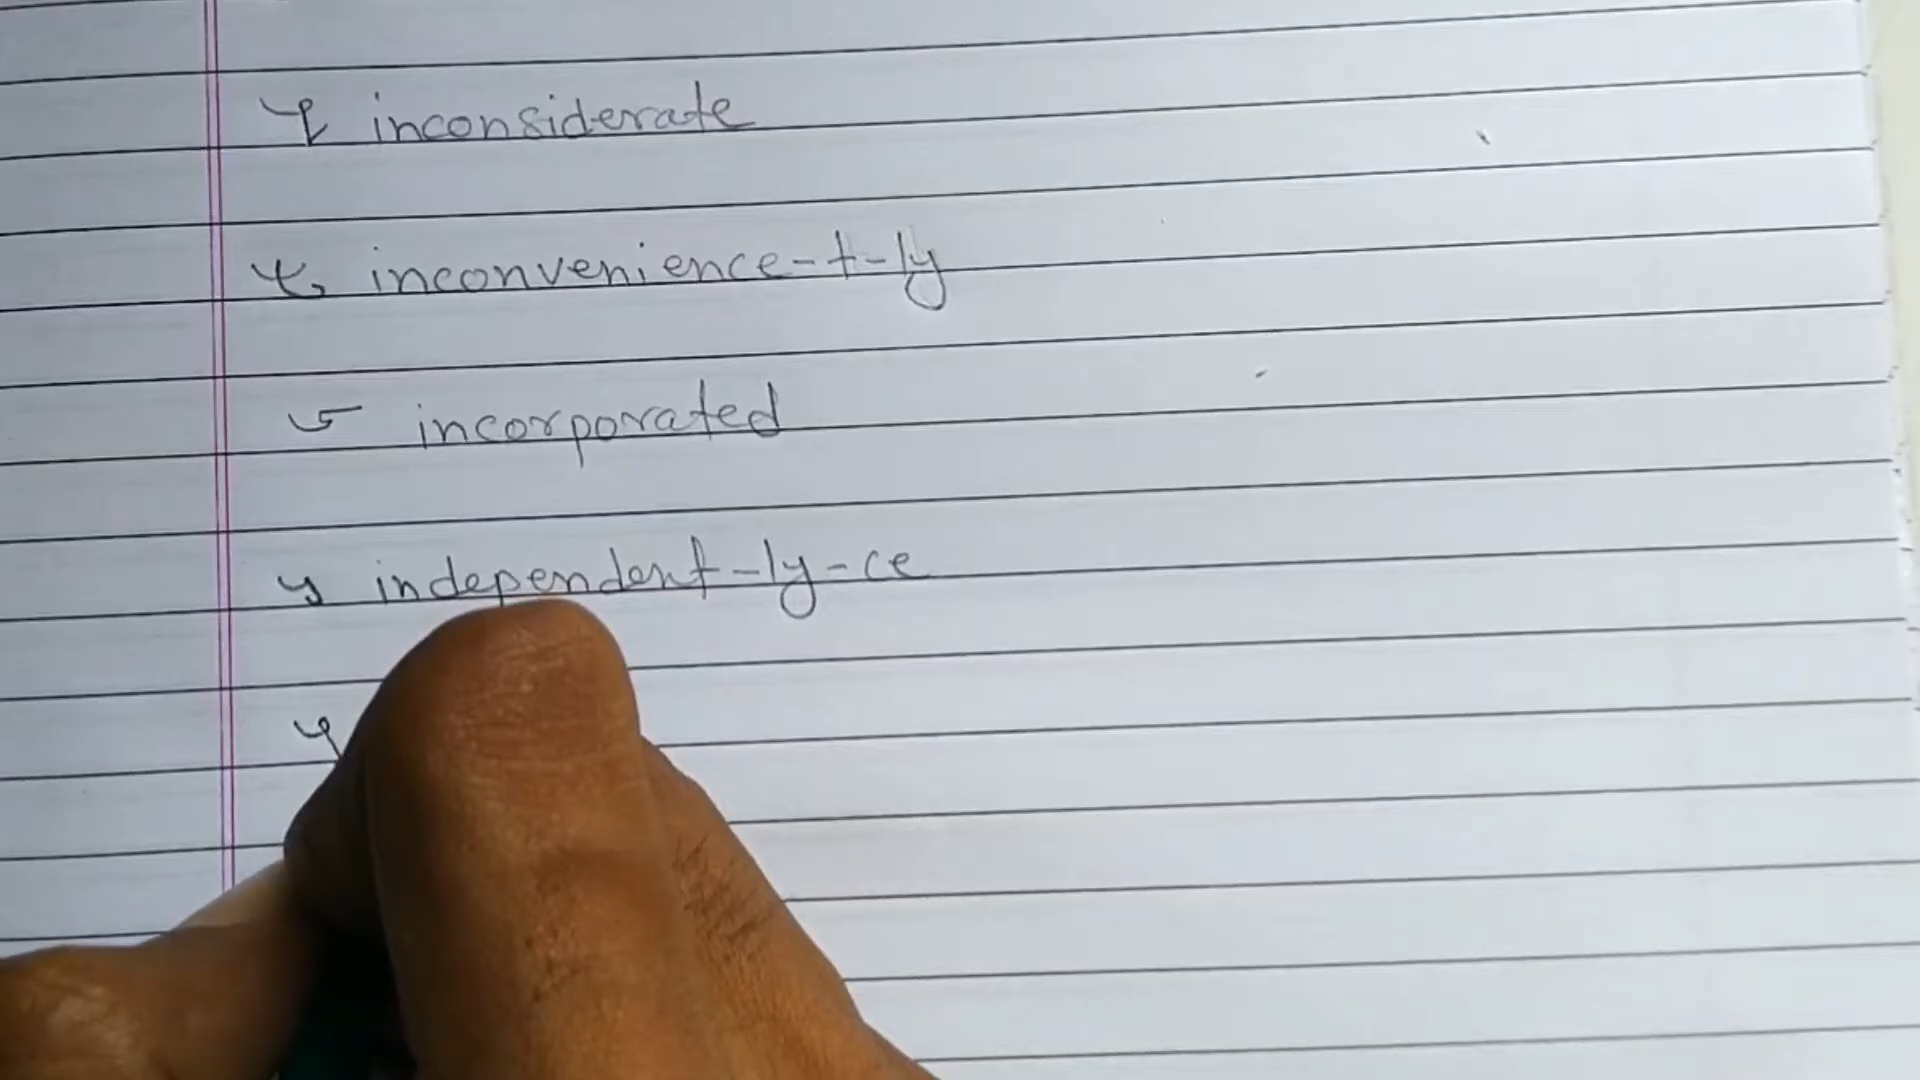 inconsiderate
inconvenience-t-ly
incorporated
independent-ly-ce